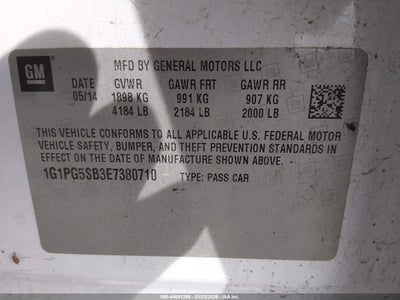 GM
MFD BY GENERAL MOTORS LLC
DATE GVWR GAWR FRT GAWR RR
05/14 1898 KG 991 KG 907 KG
4184 LB 2184 LB 2000 LB
THIS VEHICLE CONFORMS TO ALL APPLICABLE U.S. FEDERAL MOTOR
VEHICLE SAFETY, BUMPER, AND THEFT PREVENTION STANDARDS IN
EFFECT ON THE DATE OF MANUFACTURE SHOWN ABOVE.
1G1PG5SB3E7380710 TYPE: PASS CAR